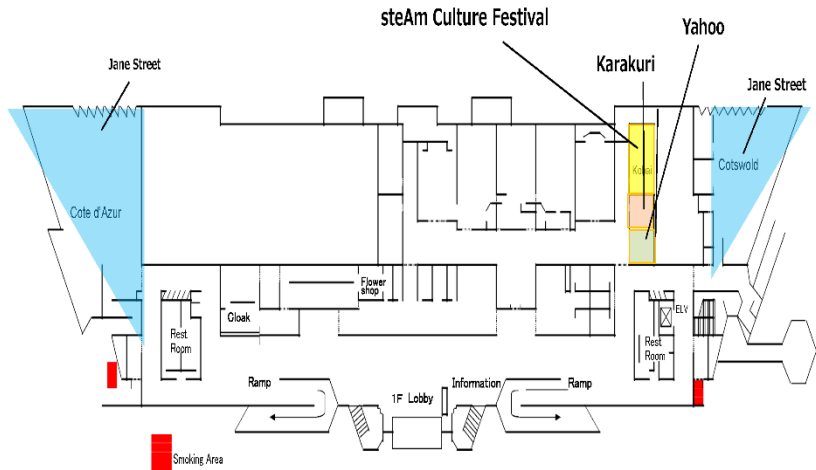 steAm Culture Festival
Yahoo
Jane Street
Karakuri
Jane Street
Kohai
Cotswold
Cote d'Azur
Flower
shop
Cloak
ELV
Rest
Room
Rest
Room
Ramp
1F Lobby
Information
Ramp
Smoking Area